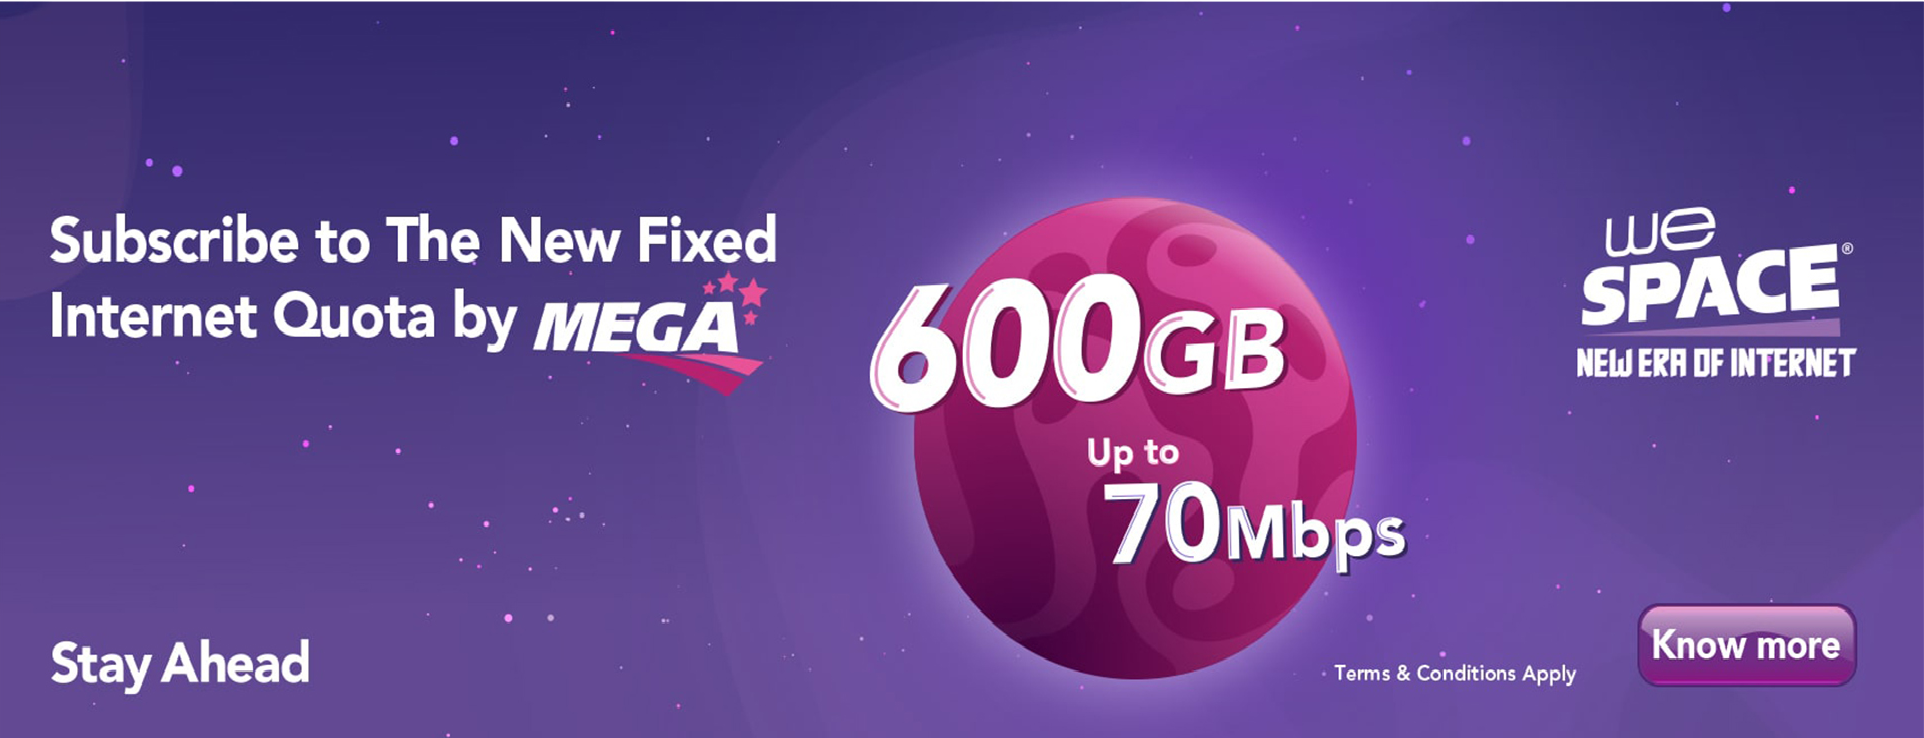 Subscribe to The New Fixed
Internet Quota by MEGA
600GB
Up to
70Mbps
we
SPACE®
NEW ERA OF INTERNET
Stay Ahead
Terms & Conditions Apply
Know more